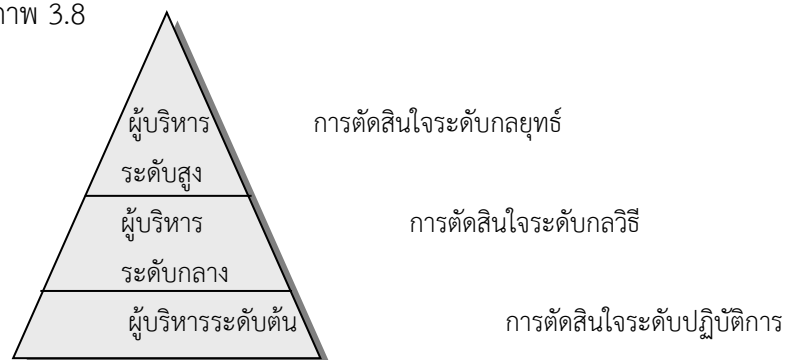 าพ 3.8
ผู้บริหาร การตัดสินใจระดับกลยุทธ์
ระดับสูง
ผู้บริหาร การตัดสินใจระดับกลวิธี
ระดับกลาง
ผู้บริหารระดับต้น การตัดสินใจระดับปฏิบัติการ